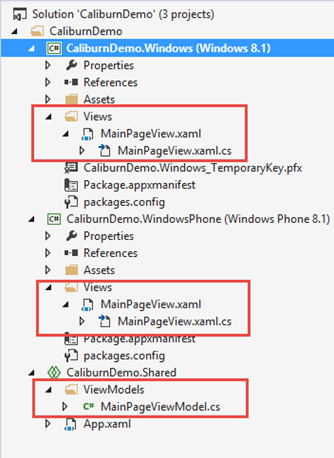 Solution 'CaliburnDemo' (3 projects)
CaliburnDemo
CaliburnDemo.Windows (Windows 8.1)
Properties
References
Assets
Views
MainPageView.xaml
MainPageView.xaml.cs
CaliburnDemo.Windows_TemporaryKey.pfx
Package.appxmanifest
packages.config
CaliburnDemo.WindowsPhone (Windows Phone 8.1)
Properties
References
Assets
Views
MainPageView.xaml
MainPageView.xaml.cs
Package.appxmanifest
packages.config
CaliburnDemo.Shared
ViewModels
C# MainPageViewModel.cs
App.xaml